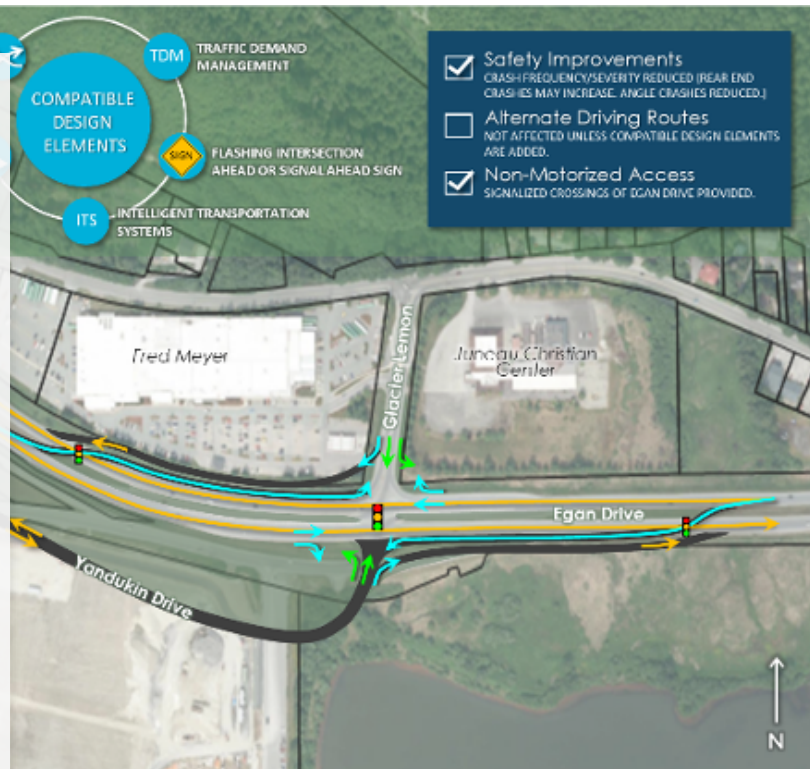 COMPATIBLE
DESIGN
ELEMENTS
TDM
TRAFFIC DEMAND
MANAGEMENT
SIGN
FLASHING INTERSECTION
AHEAD OR SIGNAL AHEAD SIGN
ITS
INTELLIGENT TRANSPORTATION
SYSTEMS
Safety Improvements
CRASH FREQUENCY/SEVERITY REDUCED (REAR END
CRASHES MAY INCREASE. ANGLE CRASHES REDUCED.)
Alternate Driving Routes
NOT AFFECTED UNLESS COMPATIBLE DESIGN ELEMENTS
ARE ADDED.
Non-Motorized Access
SIGNALIZED CROSSINGS OF EGAN DRIVE PROVIDED.
Fred Meyer
Glacier-Lemon
Juneau Christian
Center
Egan Drive
Yandukin Drive
N